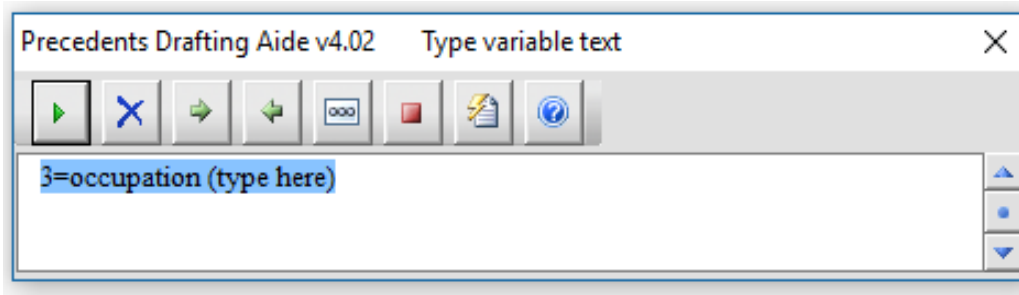 Precedents Drafting Aide v4.02 Type variable text
3=occupation (type here)